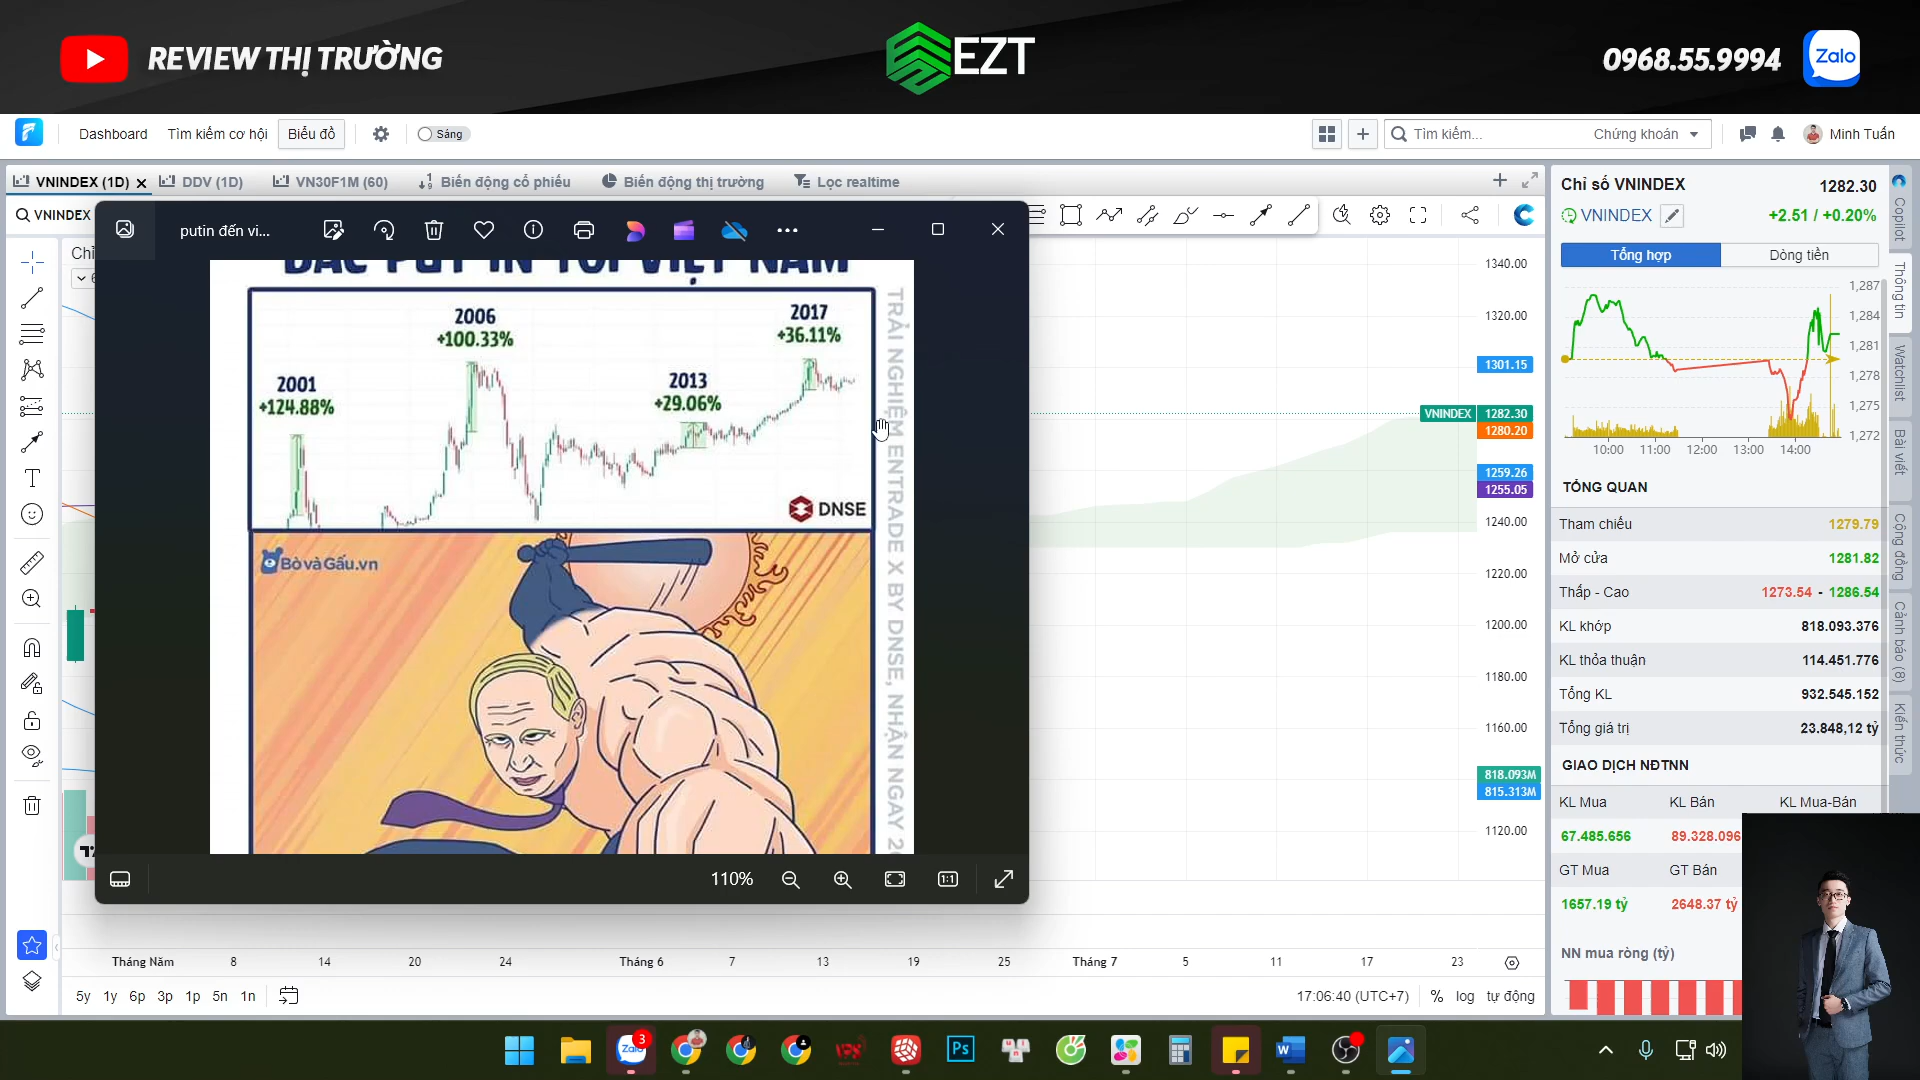 REVIEW THỊ TRƯỜNG
EZT
0968.55.9994
Zalo
Dashboard
Tìm kiếm cơ hội
Biểu đồ
Sáng
Tìm kiếm...
Chứng khoán
Minh Tuấn
VNINDEX (1D)
DDV (1D)
VN30F1M (60)
Biến động cổ phiếu
Biến động thị trường
Lọc realtime
VNINDEX
putin đến vi...
BÁC PUT IN TỚI VIỆT NAM
2001
+124.88%
2006
+100.33%
2013
+29.06%
2017
+36.11%
DNSE
BòvàGấu.vn
TRẢI NGHIỆM ENTRADE X BY DNSE, NHẬN NGAY
110%
1:1
1340.00
1320.00
1301.15
VNINDEX 1282.30
1280.20
1259.26
1255.05
1240.00
1220.00
1200.00
1180.00
1160.00
818.093M
815.313M
1120.00
Tháng Năm
8
14
20
24
Tháng 6
7
13
19
25
Tháng 7
5
11
17
23
5y
1y
6p
3p
1p
5n
1n
17:06:40 (UTC+7)
%
log
tự động
Chỉ số VNINDEX
1282.30
VNINDEX
+2.51 / +0.20%
Tổng hợp
Dòng tiền
1,287
1,284
1,281
1,278
1,275
1,272
10:00
11:00
12:00
13:00
14:00
TỔNG QUAN
Tham chiếu 1279.79
Mở cửa 1281.82
Thấp - Cao 1273.54 - 1286.54
KL khớp 818.093.376
KL thỏa thuận 114.451.776
Tổng KL 932.545.152
Tổng giá trị 23.848,12 tỷ
GIAO DỊCH NĐTNN
KL Mua
KL Bán
KL Mua-Bán
67.485.656
89.328.096
GT Mua
GT Bán
1657.19 tỷ
2648.37 tỷ
NN mua ròng (tỷ)
Copilot
Thông tin
Watchlist
Bài viết
Cộng đồng
Cảnh báo (8)
Kiến thức
Zalo
3
Ps